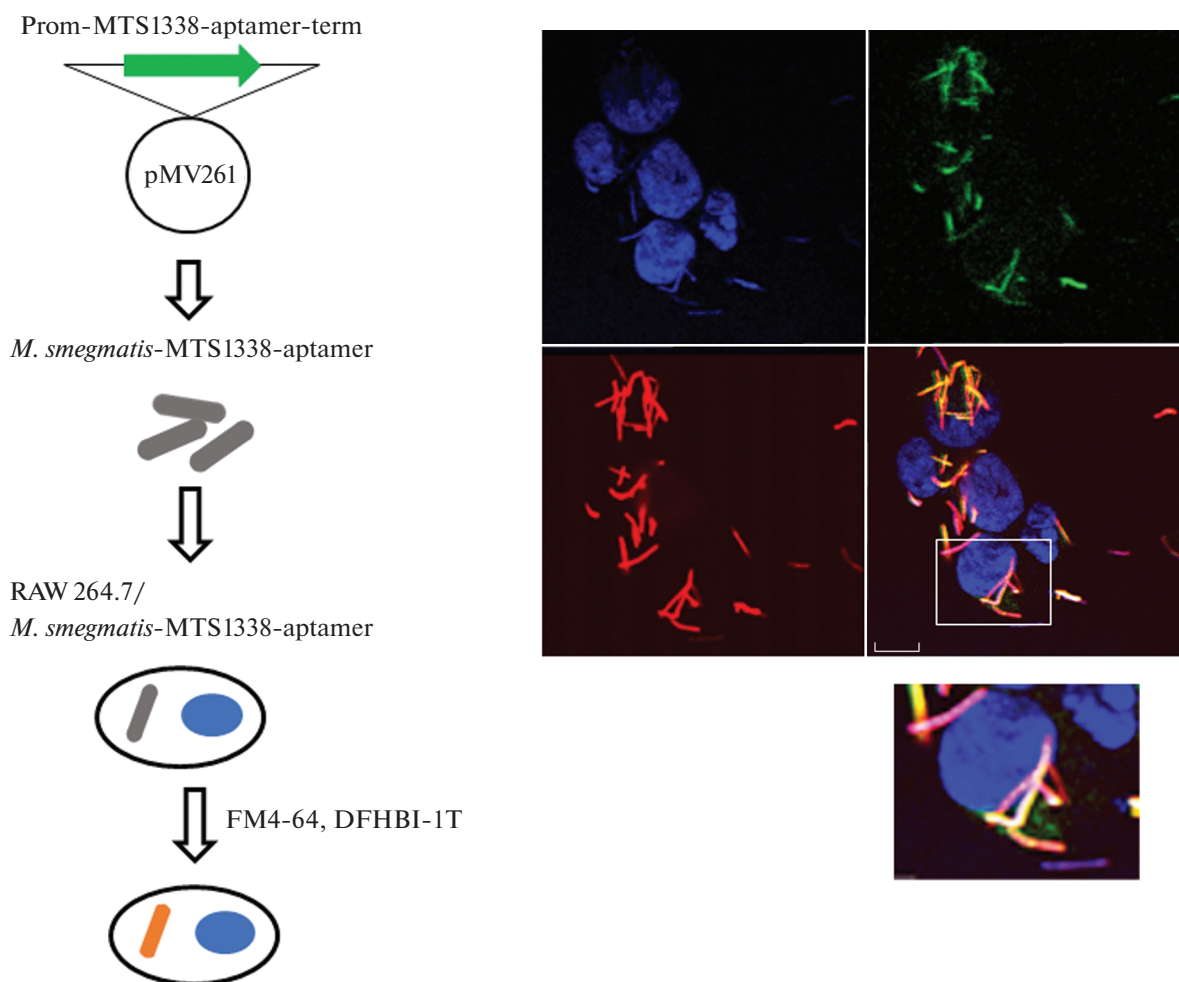 Prom-MTS1338-aptamer-term
pMV261
M. smegmatis-MTS1338-aptamer
RAW 264.7/
M. smegmatis-MTS1338-aptamer
FM4-64, DFHBI-1T